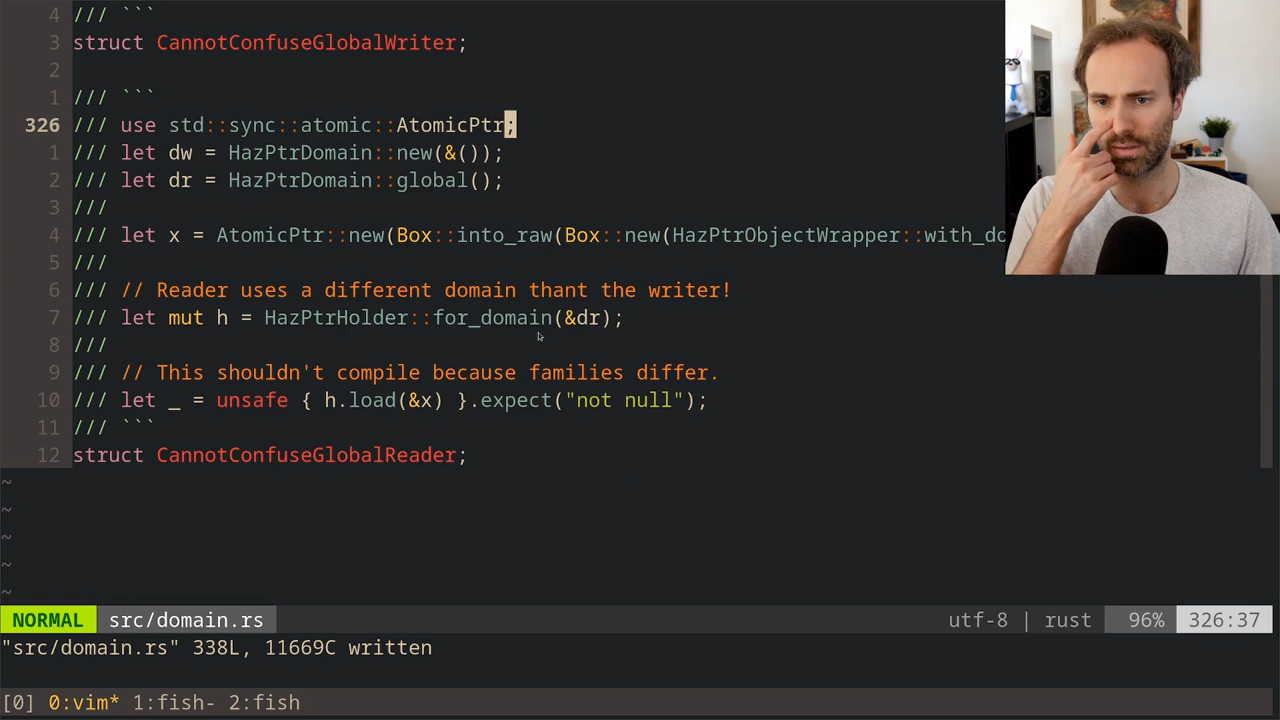 4 /// ```
3 struct CannotConfuseGlobalWriter;
2
1 /// ```
326 /// use std::sync::atomic::AtomicPtr;
1 /// let dw = HazPtrDomain::new(&());
2 /// let dr = HazPtrDomain::global();
3 ///
4 /// let x = AtomicPtr::new(Box::into_raw(Box::new(HazPtrObjectWrapper::with_do
5 ///
6 /// // Reader uses a different domain thant the writer!
7 /// let mut h = HazPtrHolder::for_domain(&dr);
8 ///
9 /// // This shouldn't compile because families differ.
10 /// let _ = unsafe { h.load(&x) }.expect("not null");
11 /// ```
12 struct CannotConfuseGlobalReader;
~
~
~
~
~
NORMAL src/domain.rs utf-8 | rust 96% 326:37
"src/domain.rs" 338L, 11669C written
[0] 0:vim* 1:fish- 2:fish